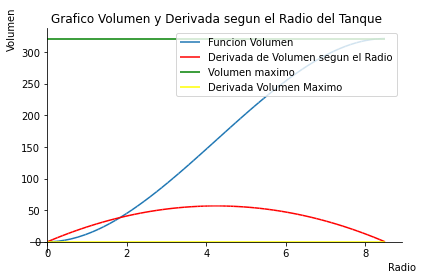 Grafico Volumen y Derivada segun el Radio del Tanque
Volumen
Funcion Volumen
Derivada de Volumen segun el Radio
Volumen maximo
Derivada Volumen Maximo
300
250
200
150
100
50
0
0 2 4 6 8
Radio